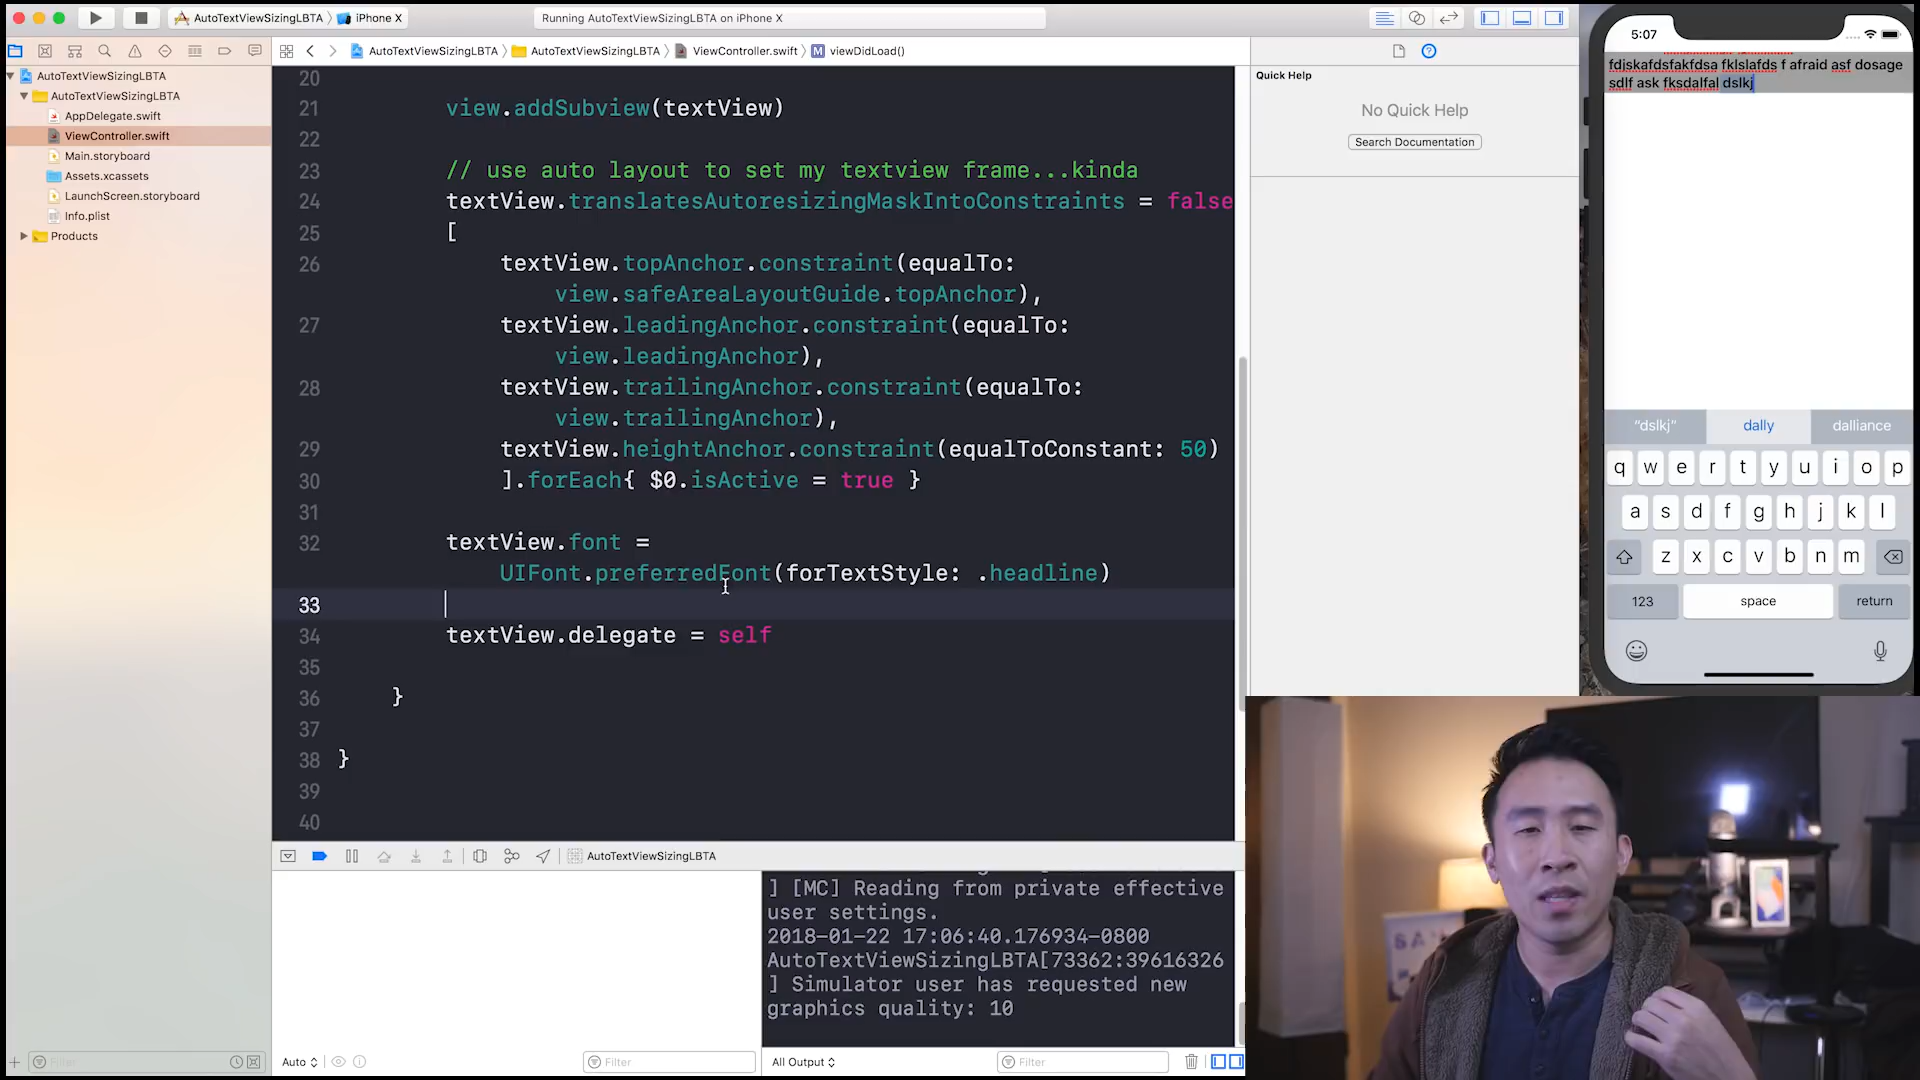 AutoTextViewSizingLBTA 〉 iPhone X
Running AutoTextViewSizingLBTA on iPhone X
AutoTextViewSizingLBTA 〉 AutoTextViewSizingLBTA 〉 ViewController.swift 〉 M viewDidLoad()
AutoTextViewSizingLBTA
AutoTextViewSizingLBTA
AppDelegate.swift
ViewController.swift
Main.storyboard
Assets.xcassets
LaunchScreen.storyboard
Info.plist
Products
Filter
20
21 view.addSubview(textView)
22
23 // use auto layout to set my textview frame...kinda
24 textView.translatesAutoresizingMaskIntoConstraints = false
25 [
26 textView.topAnchor.constraint(equalTo:
view.safeAreaLayoutGuide.topAnchor),
27 textView.leadingAnchor.constraint(equalTo:
view.leadingAnchor),
28 textView.trailingAnchor.constraint(equalTo:
view.trailingAnchor),
29 textView.heightAnchor.constraint(equalToConstant: 50)
30 ].forEach{ $0.isActive = true }
31
32 textView.font =
UIFont.preferredFont(forTextStyle: .headline)
33
34 textView.delegate = self
35
36 }
37
38 }
39
40
AutoTextViewSizingLBTA
Auto
Filter
] [MC] Reading from private effective
user settings.
2018-01-22 17:06:40.176934-0800
AutoTextViewSizingLBTA[73362:39616326
] Simulator user has requested new
graphics quality: 10
All Output
Filter
Quick Help
No Quick Help
Search Documentation
5:07
fdjskafdsfakfdsa fklslafds f afraid asf dosage
sdlf ask fksdalfal dslkj
"dslkj" dally dalliance
q w e r t y u i o p
a s d f g h j k l
z x c v b n m
123 space return